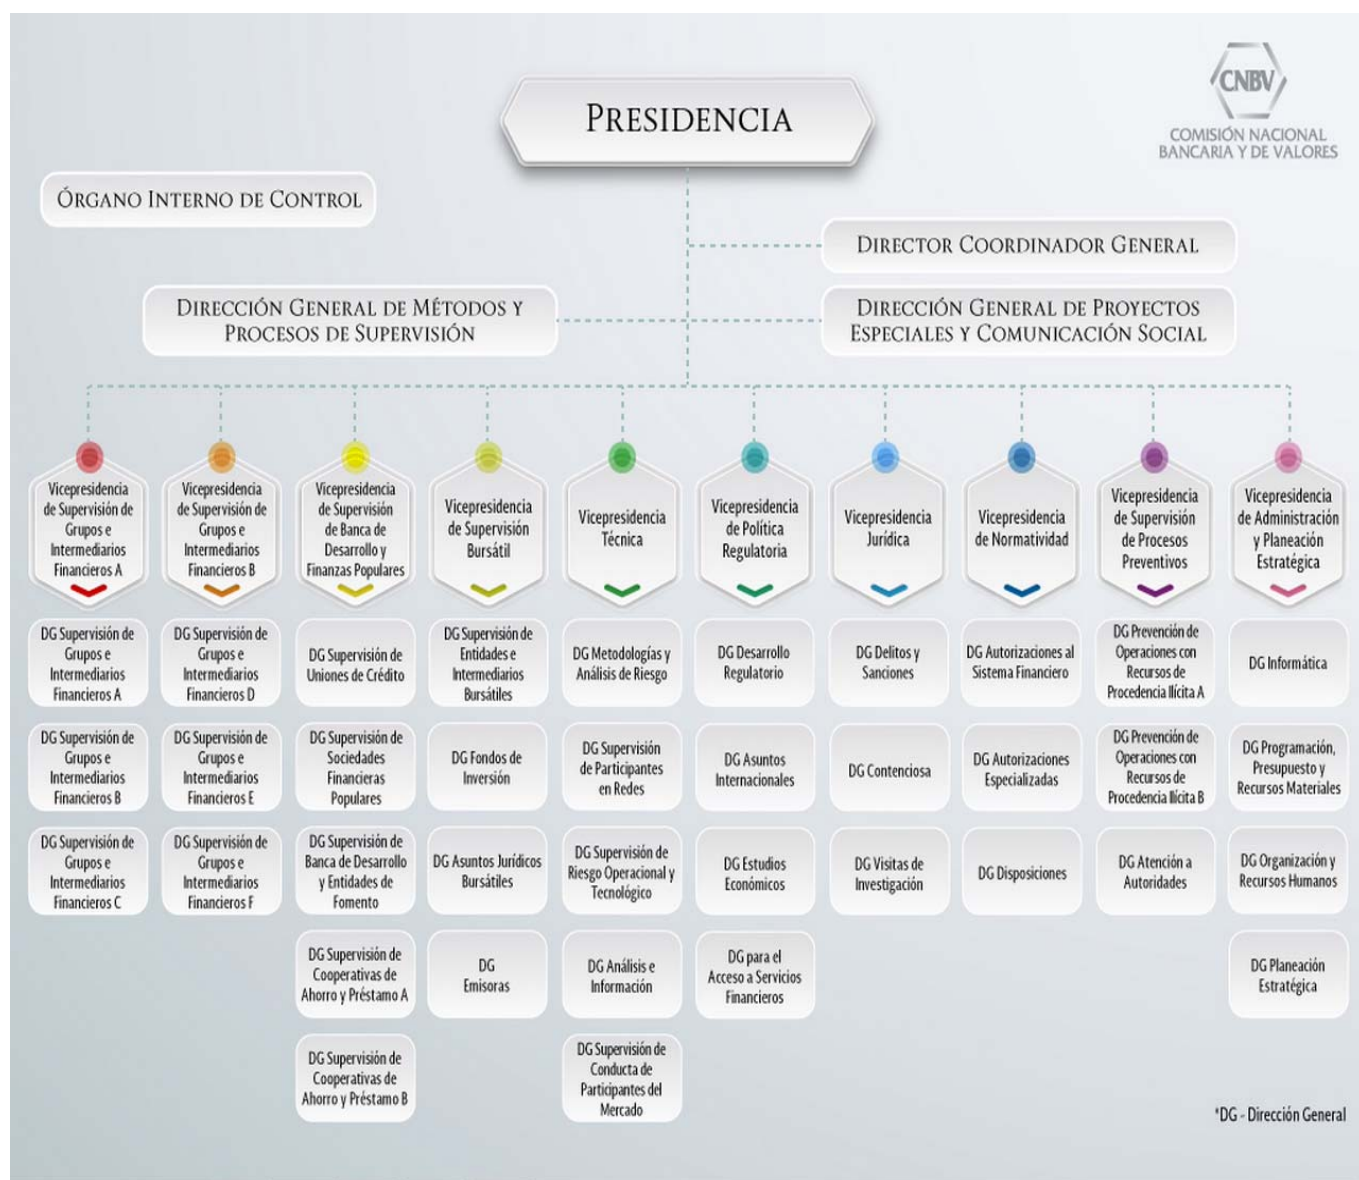 PRESIDENCIA
CNBV
COMISIÓN NACIONAL
BANCARIA Y DE VALORES
ÓRGANO INTERNO DE CONTROL
DIRECTOR COORDINADOR GENERAL
DIRECCIÓN GENERAL DE MÉTODOS Y
PROCESOS DE SUPERVISIÓN
DIRECCIÓN GENERAL DE PROYECTOS
ESPECIALES Y COMUNICACIÓN SOCIAL
Vicepresidencia
de Supervisión de
Grupos e
Intermediarios
Financieros A
Vicepresidencia
de Supervisión de
Grupos e
Intermediarios
Financieros B
Vicepresidencia
de Supervisión
de Banca de
Desarrollo y
Finanzas Populares
Vicepresidencia
de Supervisión
Bursátil
Vicepresidencia
Técnica
Vicepresidencia
de Política
Regulatoria
Vicepresidencia
Jurídica
Vicepresidencia
de Normatividad
Vicepresidencia
de Supervisión
de Procesos
Preventivos
Vicepresidencia
de Administración
y Planeación
Estratégica
DG Supervisión de
Grupos e
Intermediarios
Financieros A
DG Supervisión de
Grupos e
Intermediarios
Financieros D
DG Supervisión de
Uniones de Crédito
DG Supervisión de
Entidades e
Intermediarios
Bursátiles
DG Metodologías y
Análisis de Riesgo
DG Desarrollo
Regulatorio
DG Delitos y
Sanciones
DG Autorizaciones al
Sistema Financiero
DG Prevención de
Operaciones con
Recursos de
Procedencia Ilícita A
DG Informática
DG Supervisión de
Grupos e
Intermediarios
Financieros B
DG Supervisión de
Grupos e
Intermediarios
Financieros E
DG Supervisión de
Sociedades
Financieras
Populares
DG Fondos de
Inversión
DG Supervisión
de Participantes
en Redes
DG Asuntos
Internacionales
DG Contenciosa
DG Autorizaciones
Especializadas
DG Prevención de
Operaciones con
Recursos de
Procedencia Ilícita B
DG Programación,
Presupuesto y
Recursos Materiales
DG Supervisión de
Grupos e
Intermediarios
Financieros C
DG Supervisión de
Grupos e
Intermediarios
Financieros F
DG Supervisión de
Banca de Desarrollo
y Entidades de
Fomento
DG Asuntos Jurídicos
Bursátiles
DG Supervisión de
Riesgo Operacional y
Tecnológico
DG Estudios
Económicos
DG Visitas de
Investigación
DG Disposiciones
DG Atención a
Autoridades
DG Organización y
Recursos Humanos
DG Supervisión de
Cooperativas de
Ahorro y Préstamo A
DG
Emisoras
DG Análisis e
Información
DG para el
Acceso a Servicios
Financieros
DG Planeación
Estratégica
DG Supervisión de
Cooperativas de
Ahorro y Préstamo B
DG Supervisión de
Conducta de
Participantes del
Mercado
*DG - Dirección General